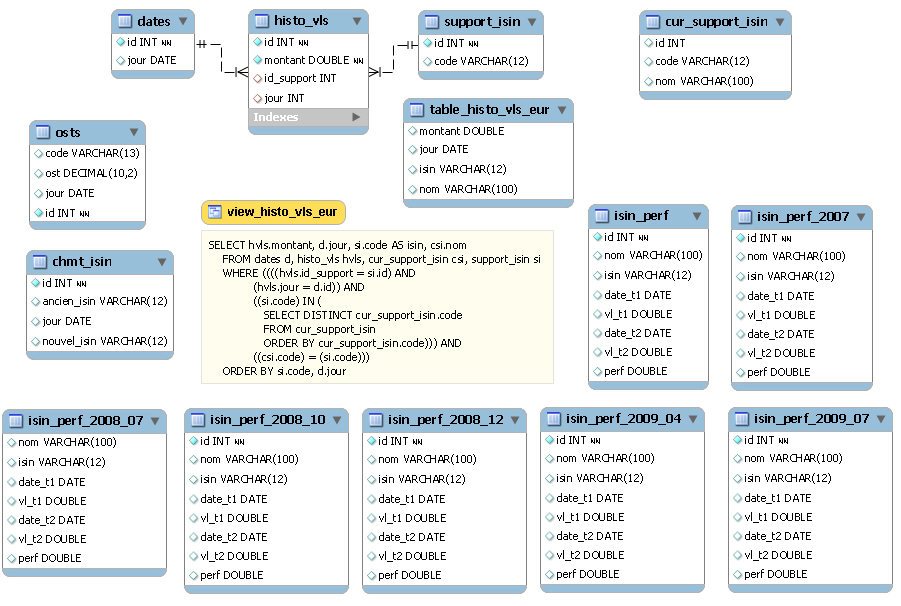 dates
id INT NN
jour DATE
histo_vls
id INT NN
montant DOUBLE NN
id_support INT
jour INT
Indexes
support_isin
id INT NN
code VARCHAR(12)
cur_support_isin
id INT
code VARCHAR(12)
nom VARCHAR(100)
table_histo_vls_eur
montant DOUBLE
jour DATE
isin VARCHAR(12)
nom VARCHAR(100)
osts
code VARCHAR(13)
ost DECIMAL(10,2)
jour DATE
id INT NN
view_histo_vls_eur
SELECT hvls.montant, d.jour, si.code AS isin, csi.nom
FROM dates d, histo_vls hvls, cur_support_isin csi, support_isin si
WHERE ((((hvls.id_support = si.id) AND
(hvls.jour = d.id)) AND
((si.code) IN (
SELECT DISTINCT cur_support_isin.code
FROM cur_support_isin
ORDER BY cur_support_isin.code))) AND
((csi.code) = (si.code)))
ORDER BY si.code, d.jour
chmt_isin
id INT NN
ancien_isin VARCHAR(12)
jour DATE
nouvel_isin VARCHAR(12)
isin_perf
id INT NN
nom VARCHAR(100)
isin VARCHAR(12)
date_t1 DATE
vl_t1 DOUBLE
date_t2 DATE
vl_t2 DOUBLE
perf DOUBLE
isin_perf_2007
id INT NN
nom VARCHAR(100)
isin VARCHAR(12)
date_t1 DATE
vl_t1 DOUBLE
date_t2 DATE
vl_t2 DOUBLE
perf DOUBLE
isin_perf_2008_07
nom VARCHAR(100)
isin VARCHAR(12)
date_t1 DATE
vl_t1 DOUBLE
date_t2 DATE
vl_t2 DOUBLE
perf DOUBLE
isin_perf_2008_10
id INT NN
nom VARCHAR(100)
isin VARCHAR(12)
date_t1 DATE
vl_t1 DOUBLE
date_t2 DATE
vl_t2 DOUBLE
perf DOUBLE
isin_perf_2008_12
id INT NN
nom VARCHAR(100)
isin VARCHAR(12)
date_t1 DATE
vl_t1 DOUBLE
date_t2 DATE
vl_t2 DOUBLE
perf DOUBLE
isin_perf_2009_04
id INT NN
nom VARCHAR(100)
isin VARCHAR(12)
date_t1 DATE
vl_t1 DOUBLE
date_t2 DATE
vl_t2 DOUBLE
perf DOUBLE
isin_perf_2009_07
id INT NN
nom VARCHAR(100)
isin VARCHAR(12)
date_t1 DATE
vl_t1 DOUBLE
date_t2 DATE
vl_t2 DOUBLE
perf DOUBLE